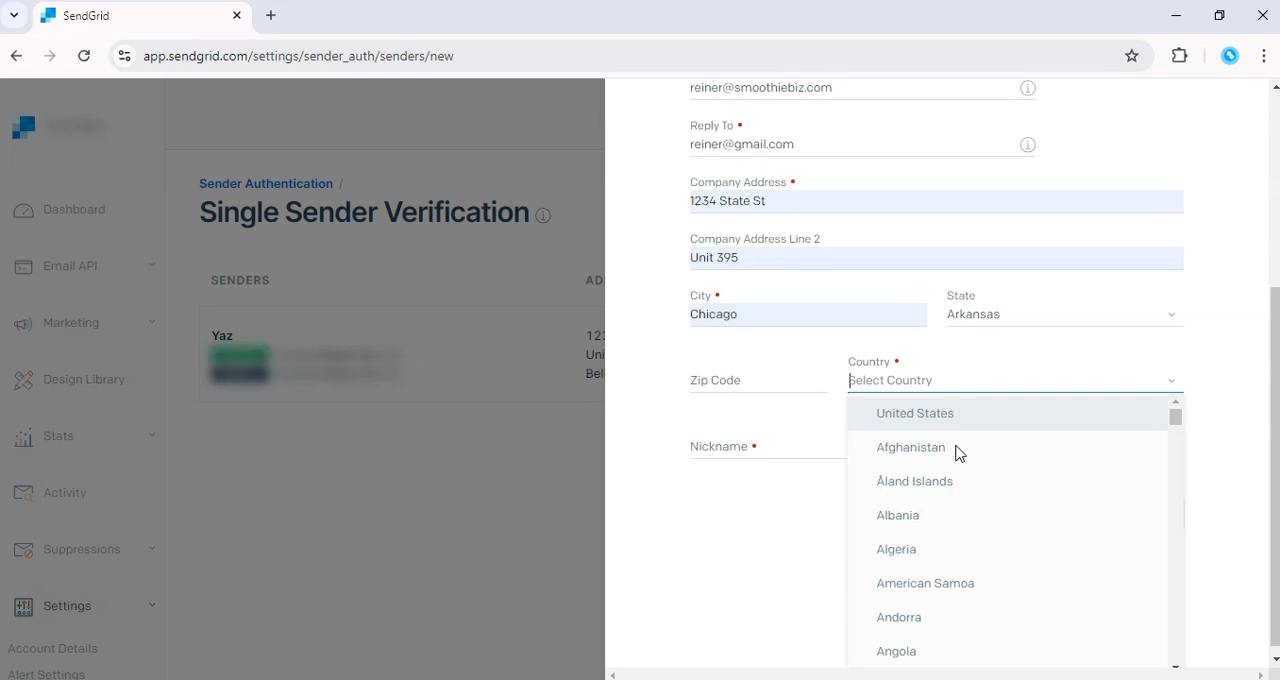 SendGrid
app.sendgrid.com/settings/sender_auth/senders/new
Dashboard
Email API
Marketing
Design Library
Stats
Activity
Suppressions
Settings
Account Details
Alert Settings
Sender Authentication /
Single Sender Verification
SENDERS
AD
Yaz
123
Uni
Bel
reiner@smoothiebiz.com
Reply To •
reiner@gmail.com
Company Address •
1234 State St
Company Address Line 2
Unit 395
City • State
Chicago Arkansas
Country •
Zip Code Select Country
United States
Afghanistan
Nickname •
Åland Islands
Albania
Algeria
American Samoa
Andorra
Angola